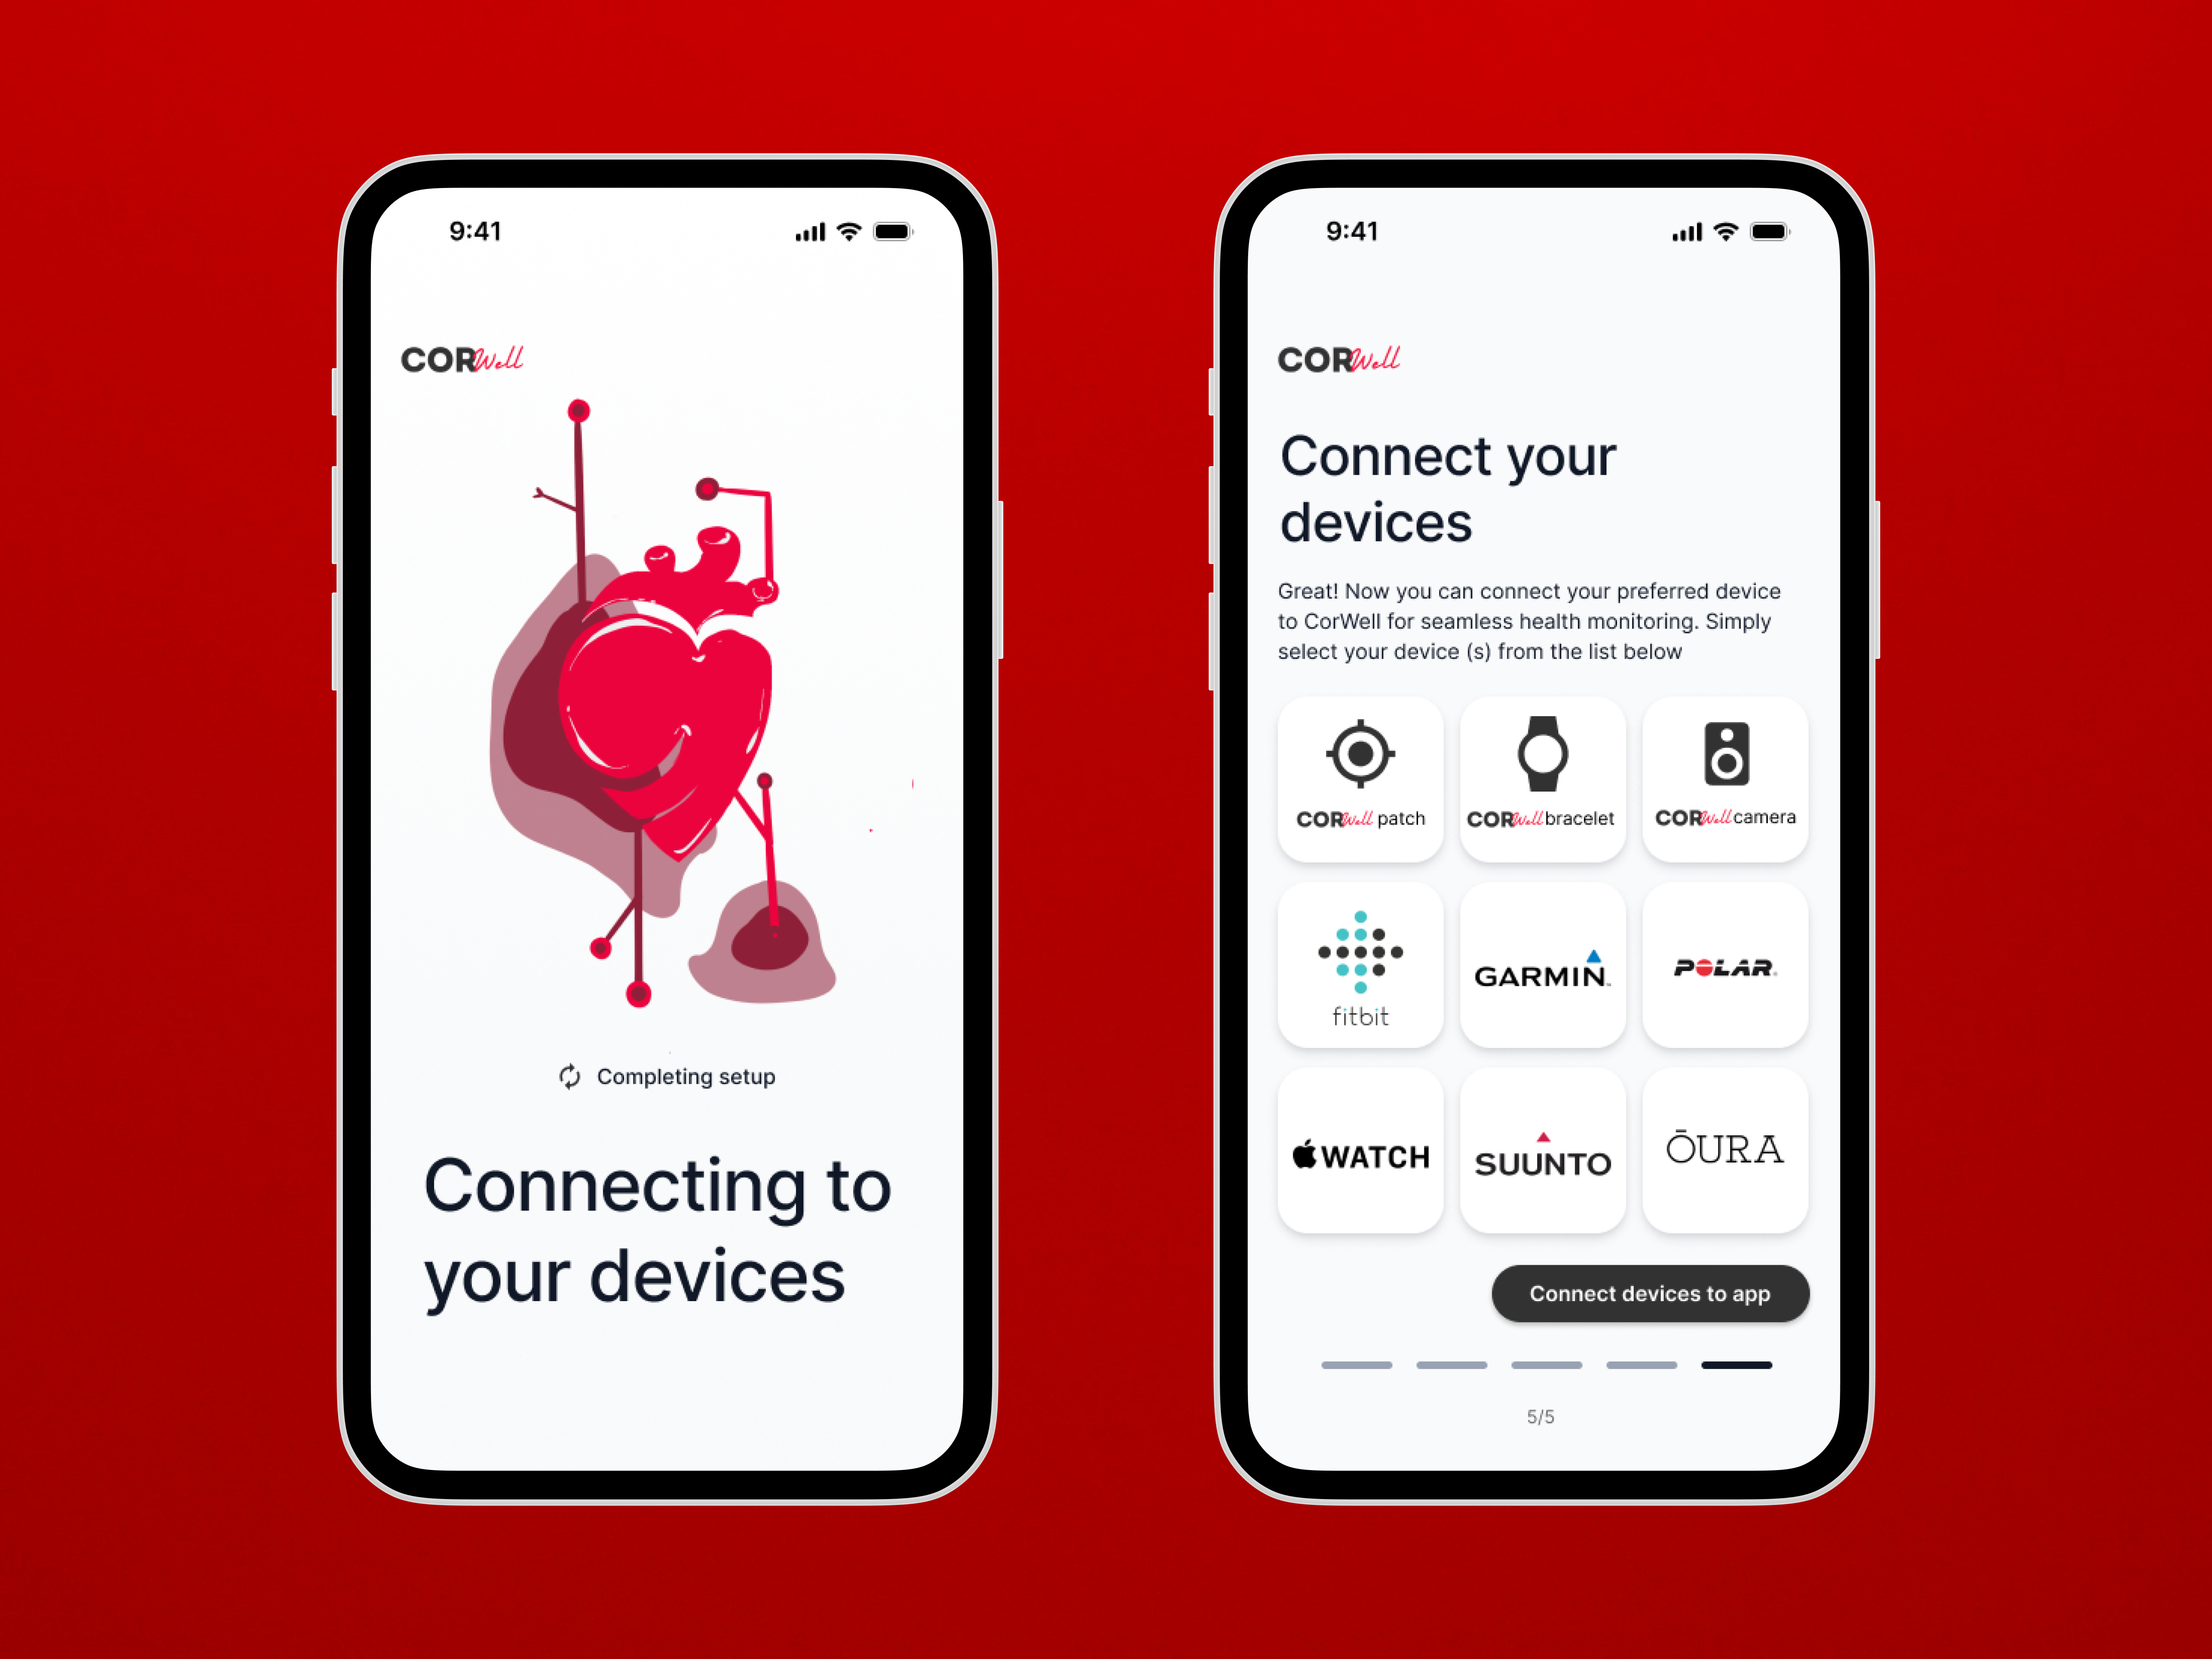 9:41
CORWell
Completing setup
Connecting to
your devices
9:41
CORWell
Connect your
devices
Great! Now you can connect your preferred device
to CorWell for seamless health monitoring. Simply
select your device (s) from the list below
CORWell patch
CORWell bracelet
CORWell camera
fitbit
GARMIN™
POLAR®
WATCH
SUUNTO
ŌURA
Connect devices to app
5/5